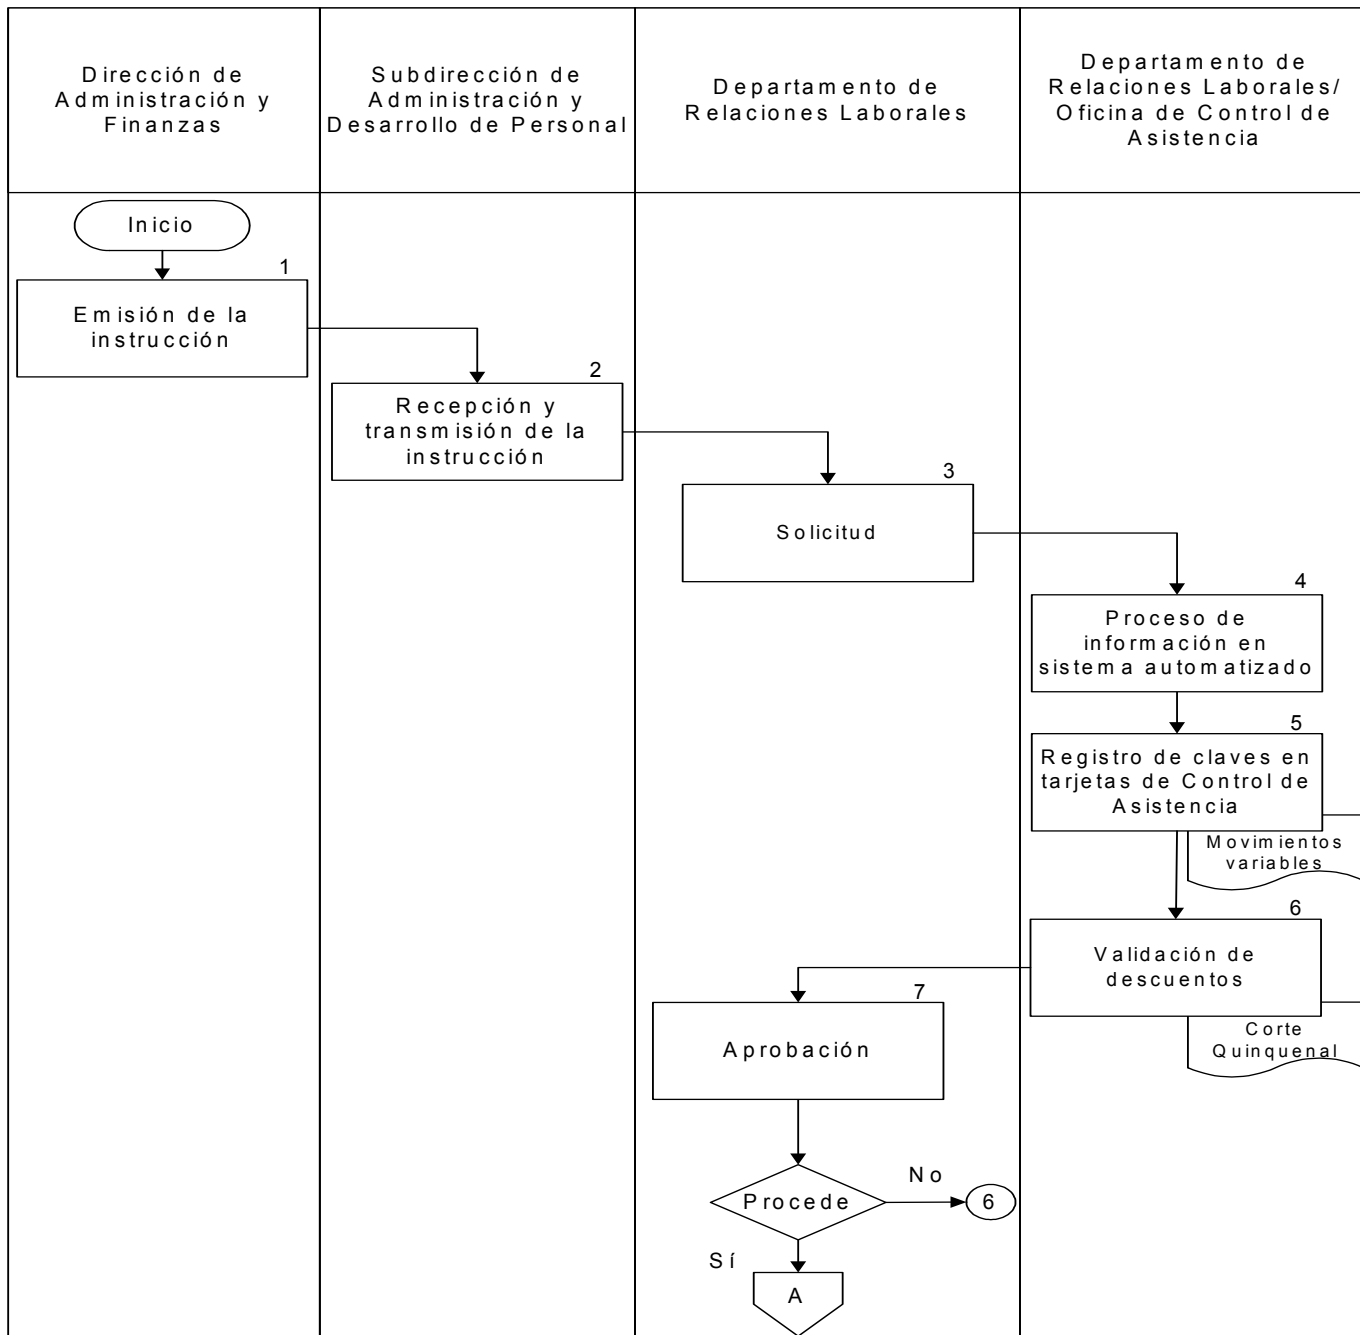 Dirección de
Administración y
Finanzas
Subdirección de
Administración y
Desarrollo de Personal
Departamento de
Relaciones Laborales
Departamento de
Relaciones Laborales/
Oficina de Control de
Asistencia
Inicio
1
Emisión de la
instrucción
2
Recepción y
transmisión de la
instrucción
3
Solicitud
4
Proceso de
información en
sistema automatizado
5
Registro de claves en
tarjetas de Control de
Asistencia
Movimientos
variables
6
Validación de
descuentos
Corte
Quinquenal
7
Aprobación
Procede
No
6
Sí
A